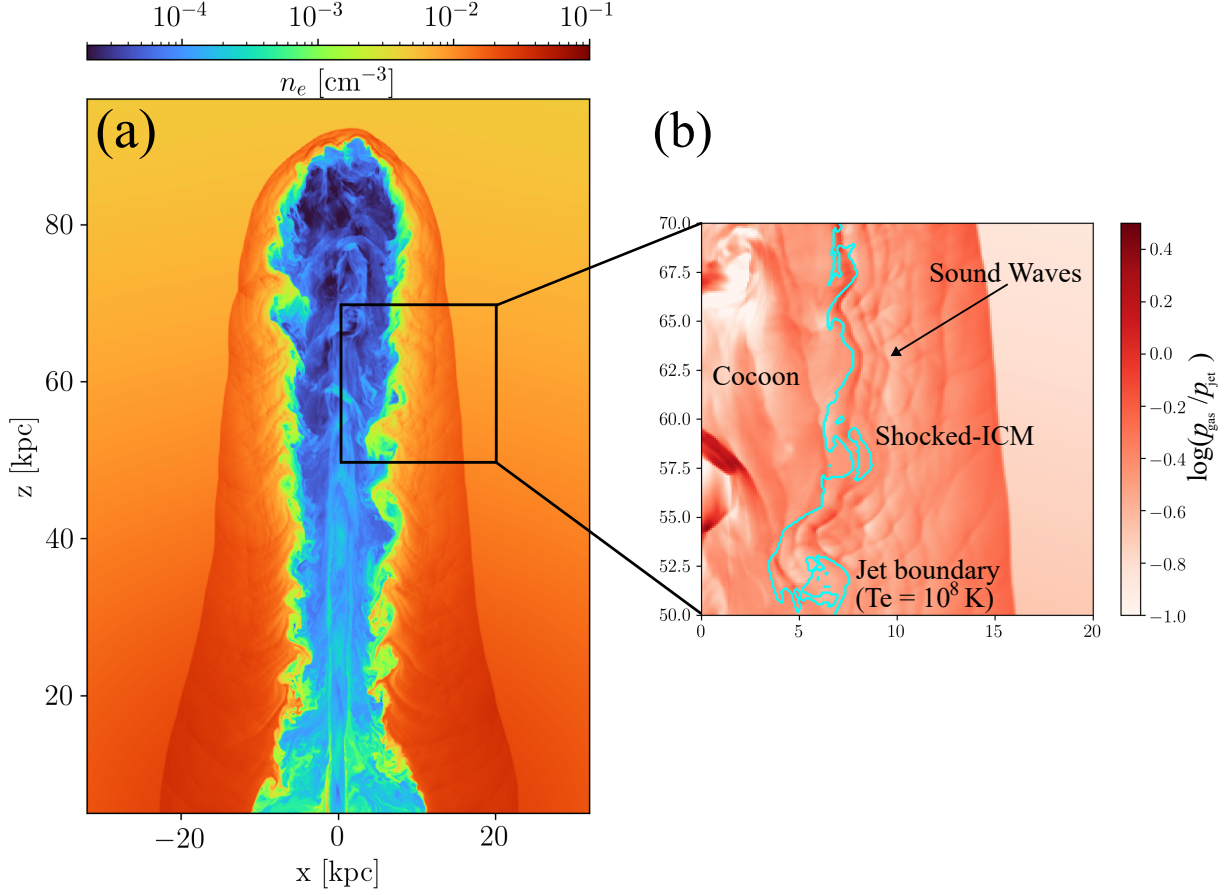 10⁻⁴ 10⁻³ 10⁻² 10⁻¹
nₑ [cm⁻³]
(a)
80
60
40
20
z [kpc]
−20 0 20
x [kpc]
(b)
70.0
67.5
65.0
62.5
60.0
57.5
55.0
52.5
50.0
0 5 10 15 20
Sound Waves
Cocoon
Shocked-ICM
Jet boundary
(Te = 10⁸ K)
0.4
0.2
0.0
−0.2
−0.4
−0.6
−0.8
−1.0
log(p_gas/p_jet)